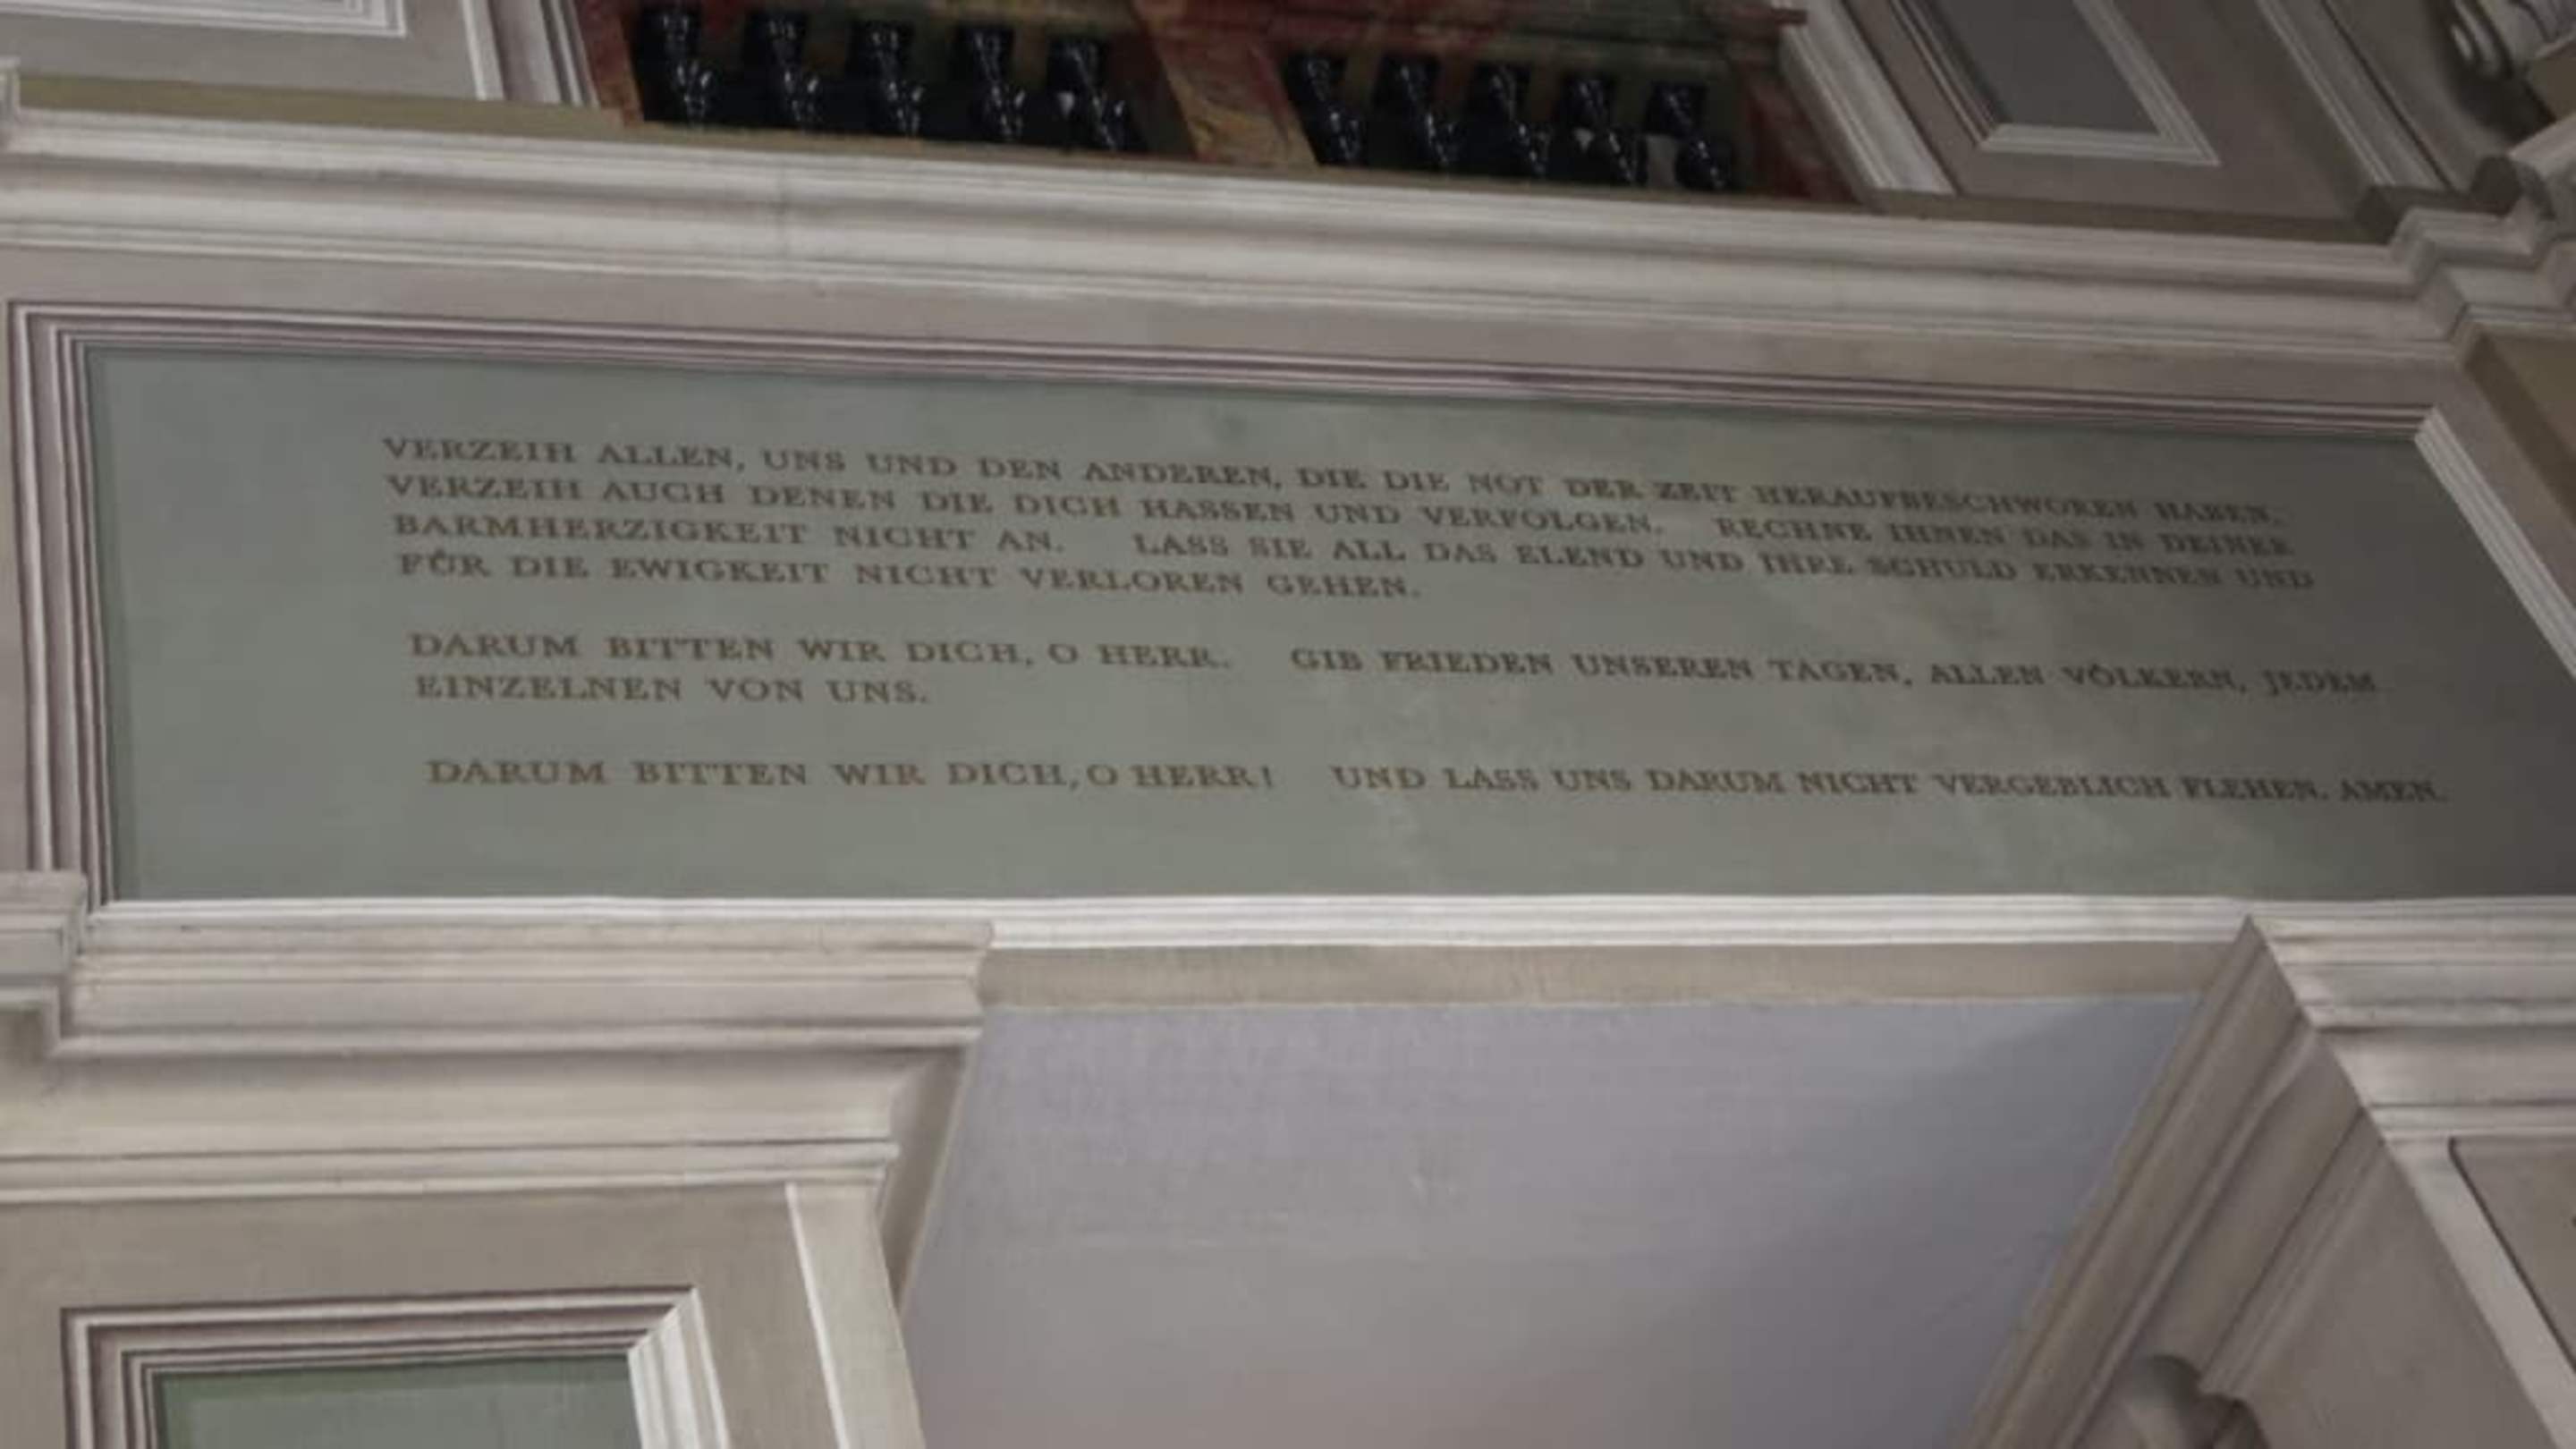 VERZEIH ALLEN, UNS UND DEN ANDEREN, DIE DIE NOT DER ZEIT HERAUFBESCHWOREN HABEN,
VERZEIH AUCH DENEN DIE DICH HASSEN UND VERFOLGEN. RECHNE IHNEN DAS IN DEINER
BARMHERZIGKEIT NICHT AN. LASS SIE ALL DAS ELEND UND IHRE SCHULD ERKENNEN UND
FÜR DIE EWIGKEIT NICHT VERLOREN GEHEN.
DARUM BITTEN WIR DICH, O HERR. GIB FRIEDEN UNSEREN TAGEN, ALLEN VÖLKERN, JEDEM
EINZELNEN VON UNS.
DARUM BITTEN WIR DICH, O HERR! UND LASS UNS DARUM NICHT VERGEBLICH FLEHEN. AMEN.